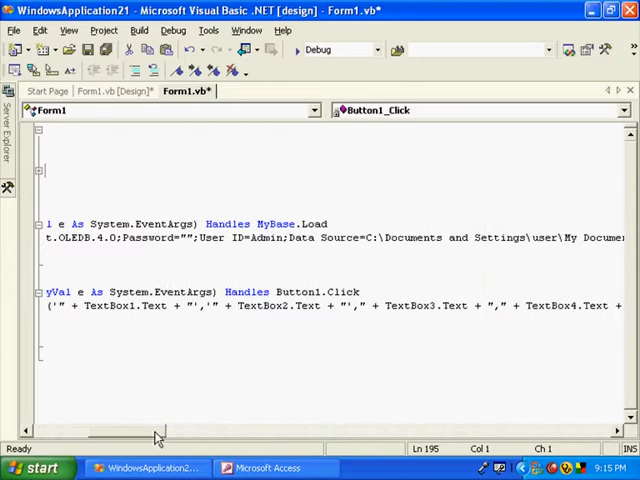 WindowsApplication21 - Microsoft Visual Basic .NET [design] - Form1.vb*
File Edit View Project Build Debug Tools Window Help
Debug
Start Page Form1.vb [Design]* Form1.vb*
Form1 Button1_Click
Server Explorer
l e As System.EventArgs) Handles MyBase.Load
t.OLEDB.4.0;Password="";User ID=Admin;Data Source=C:\Documents and Settings\user\My Documen
yVal e As System.EventArgs) Handles Button1.Click
('" + TextBox1.Text + "','" + TextBox2.Text + "'," + TextBox3.Text + "," + TextBox4.Text +
Ready Ln 195 Col 1 Ch 1 INS
start WindowsApplication2... Microsoft Access 9:15 PM